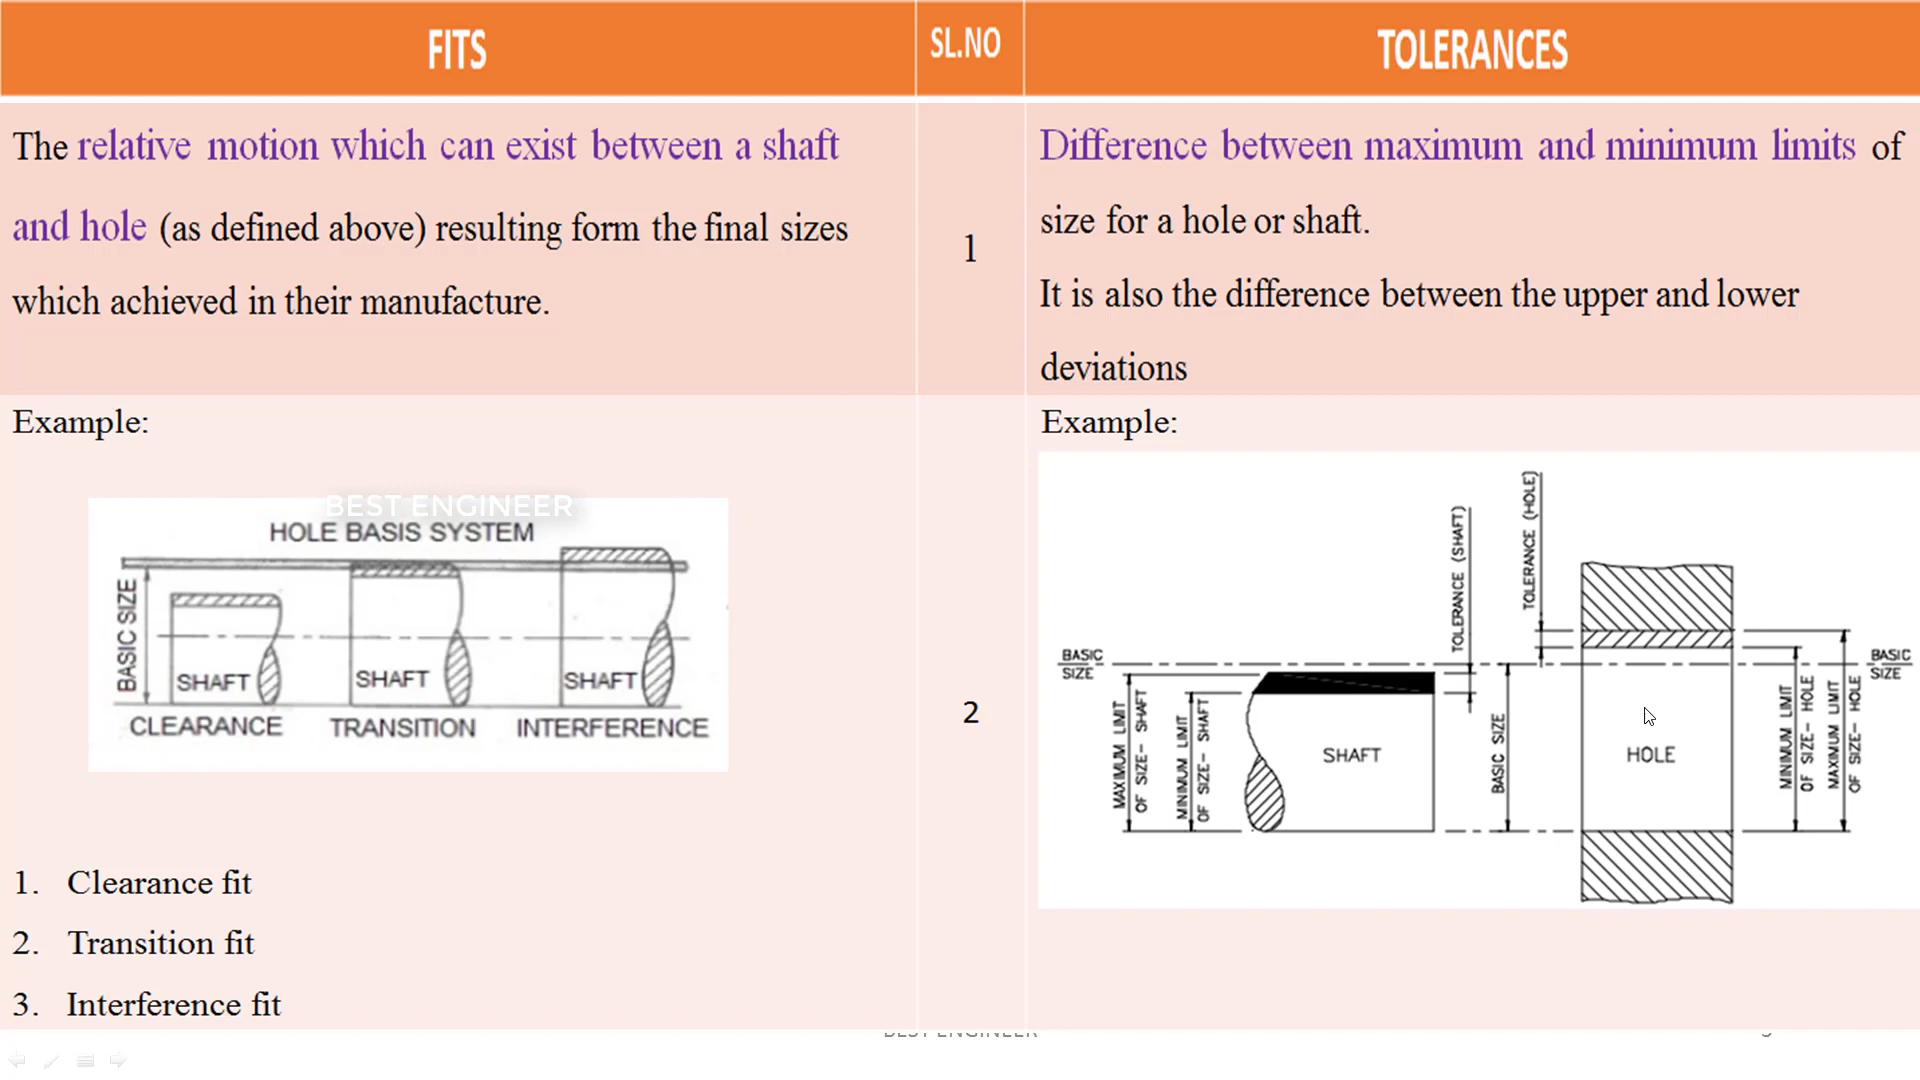 FITS
SL.NO
TOLERANCES
The relative motion which can exist between a shaft
and hole (as defined above) resulting form the final sizes
which achieved in their manufacture.
1
Difference between maximum and minimum limits of
size for a hole or shaft.
It is also the difference between the upper and lower
deviations
Example:
BEST ENGINEER
HOLE BASIS SYSTEM
BASIC SIZE
SHAFT
SHAFT
SHAFT
CLEARANCE
TRANSITION
INTERFERENCE
1. Clearance fit
2. Transition fit
3. Interference fit
2
Example:
TOLERANCE (SHAFT)
TOLERANCE (HOLE)
BASIC
SIZE
BASIC
SIZE
MAXIMUM LIMIT
OF SIZE- SHAFT
MINIMUM LIMIT
OF SIZE- SHAFT
SHAFT
BASIC SIZE
HOLE
MINIMUM LIMIT
OF SIZE- HOLE
MAXIMUM LIMIT
OF SIZE- HOLE
BEST ENGINEER